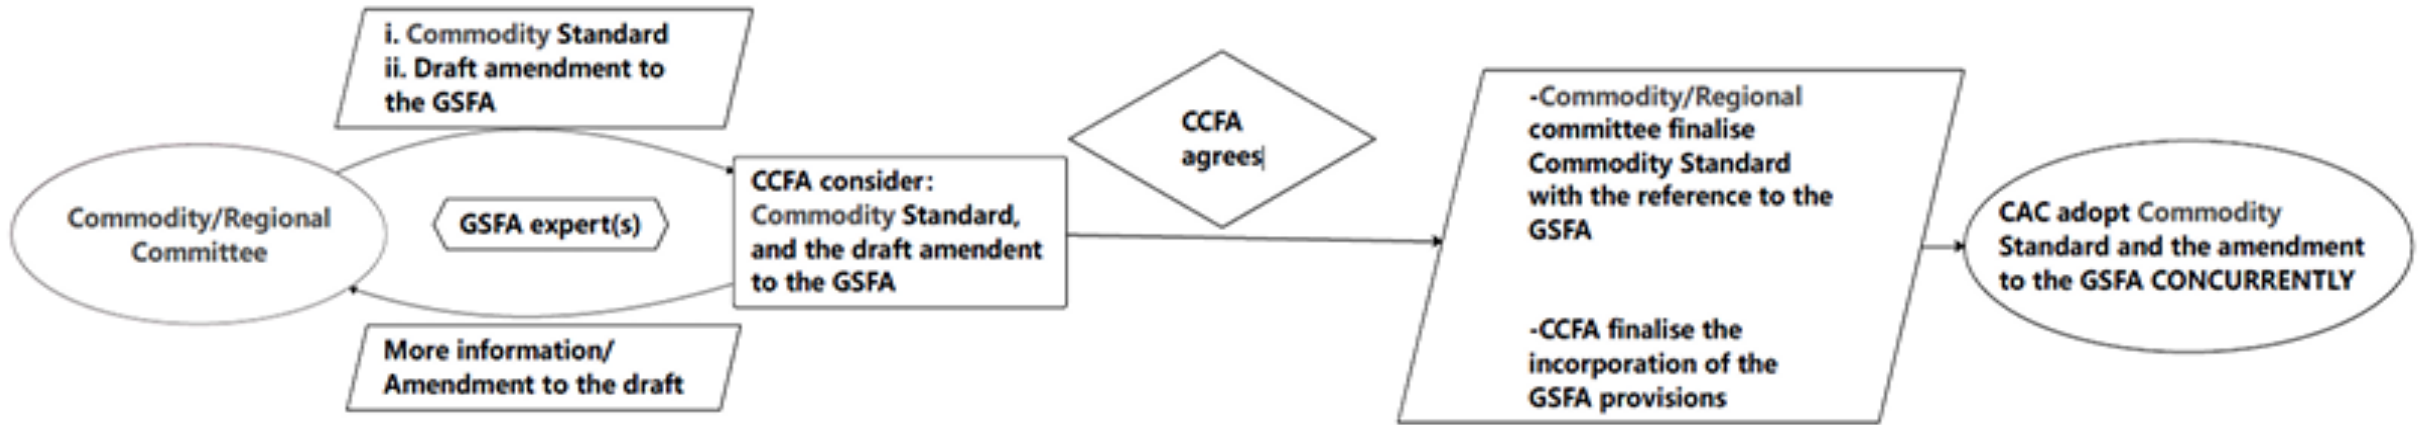 i. Commodity Standard
ii. Draft amendment to
the GSFA
Commodity/Regional
Committee
GSFA expert(s)
More information/
Amendment to the draft
CCFA consider:
Commodity Standard,
and the draft amendent
to the GSFA
CCFA
agrees
-Commodity/Regional
committee finalise
Commodity Standard
with the reference to the
GSFA
-CCFA finalise the
incorporation of the
GSFA provisions
CAC adopt Commodity
Standard and the amendment
to the GSFA CONCURRENTLY